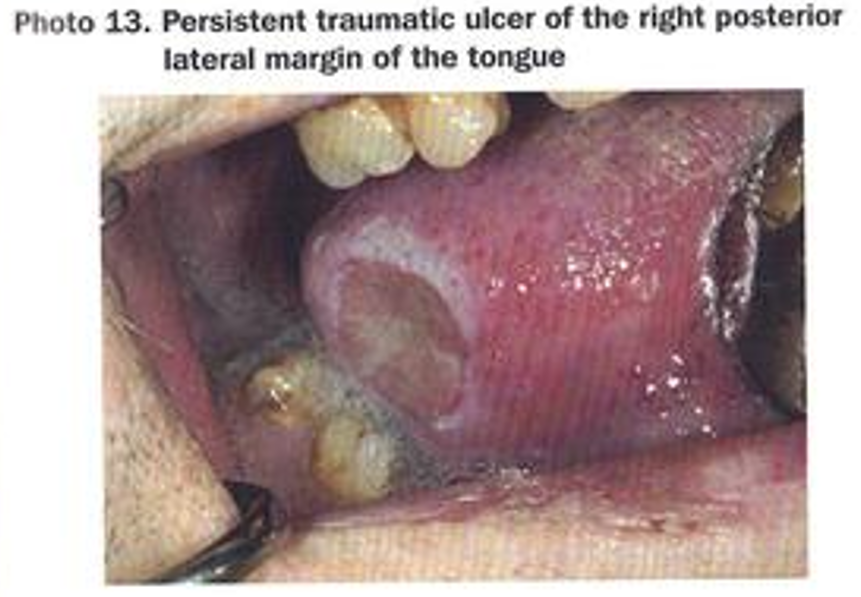 Photo 13. Persistent traumatic ulcer of the right posterior
lateral margin of the tongue